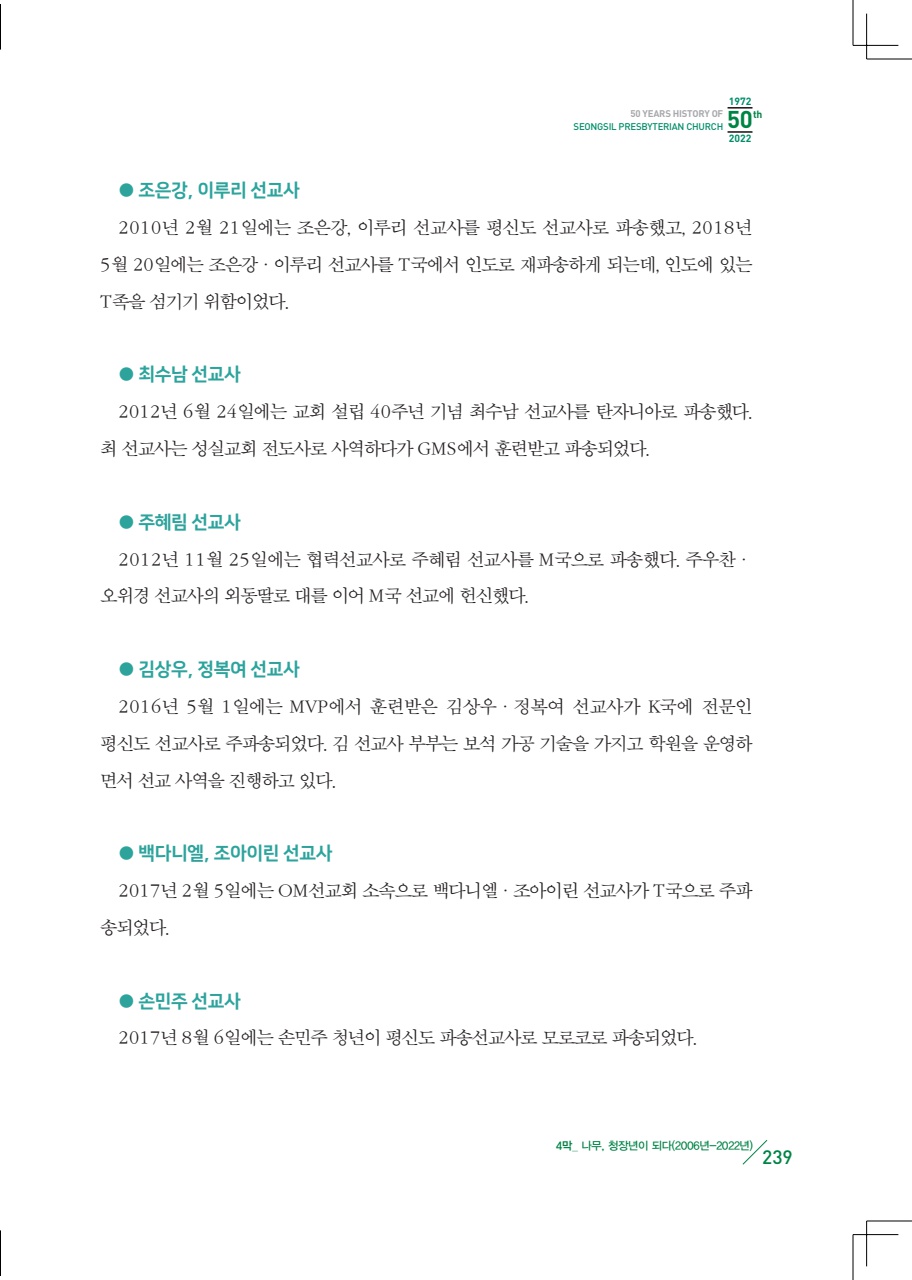 1972
50 YEARS HISTORY OF
SEONGSIL PRESBYTERIAN CHURCH
50th
2022
● 조은강, 이루리 선교사
2010년 2월 21일에는 조은강, 이루리 선교사를 평신도 선교사로 파송했고, 2018년
5월 20일에는 조은강 · 이루리 선교사를 T국에서 인도로 재파송하게 되는데, 인도에 있는
T족을 섬기기 위함이었다.
● 최수남 선교사
2012년 6월 24일에는 교회 설립 40주년 기념 최수남 선교사를 탄자니아로 파송했다.
최 선교사는 성실교회 전도사로 사역하다가 GMS에서 훈련받고 파송되었다.
● 주혜림 선교사
2012년 11월 25일에는 협력선교사로 주혜림 선교사를 M국으로 파송했다. 주우찬 ·
오위경 선교사의 외동딸로 대를 이어 M국 선교에 헌신했다.
● 김상우, 정복여 선교사
2016년 5월 1일에는 MVP에서 훈련받은 김상우 · 정복여 선교사가 K국에 전문인
평신도 선교사로 주파송되었다. 김 선교사 부부는 보석 가공 기술을 가지고 학원을 운영하
면서 선교 사역을 진행하고 있다.
● 백다니엘, 조아이린 선교사
2017년 2월 5일에는 OM선교회 소속으로 백다니엘 · 조아이린 선교사가 T국으로 주파
송되었다.
● 손민주 선교사
2017년 8월 6일에는 손민주 청년이 평신도 파송선교사로 모로코로 파송되었다.
4막_ 나무, 청장년이 되다(2006년-2022년)
239